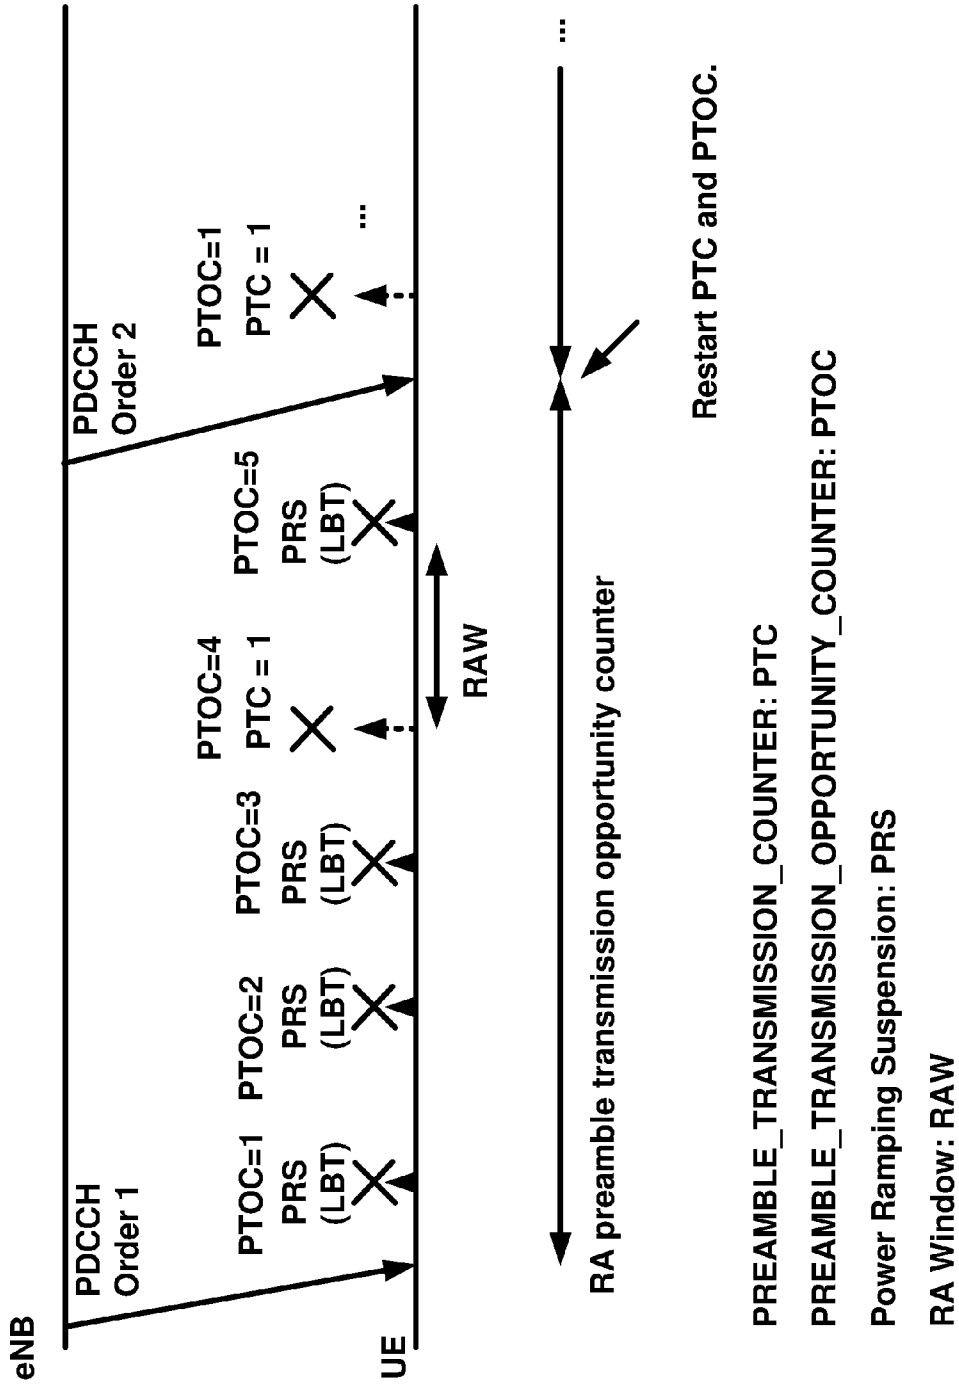 eNB
PDCCH
Order 1
PDCCH
Order 2
PTOC=1
PRS
(LBT)
PTOC=2
PRS
(LBT)
PTOC=3
PRS
(LBT)
PTOC=4
PTC = 1
PTOC=5
PRS
(LBT)
PTOC=1
PTC = 1
...
UE
RAW
...
RA preamble transmission opportunity counter
Restart PTC and PTOC.
PREAMBLE_TRANSMISSION_COUNTER: PTC
PREAMBLE_TRANSMISSION_OPPORTUNITY_COUNTER: PTOC
Power Ramping Suspension: PRS
RA Window: RAW